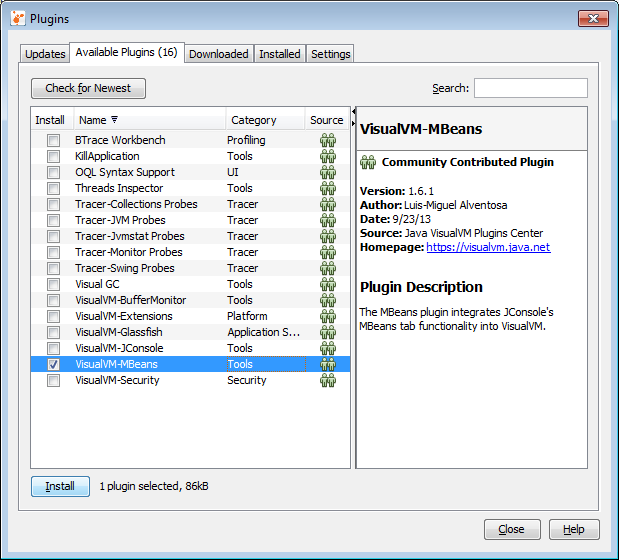 Plugins
Updates Available Plugins (16) Downloaded Installed Settings
Check for Newest Search:
Install Name Category Source
BTrace Workbench Profiling
KillApplication Tools
OQL Syntax Support UI
Threads Inspector Tools
Tracer-Collections Probes Tracer
Tracer-JVM Probes Tracer
Tracer-Jvmstat Probes Tracer
Tracer-Monitor Probes Tracer
Tracer-Swing Probes Tracer
Visual GC Tools
VisualVM-BufferMonitor Tools
VisualVM-Extensions Platform
VisualVM-Glassfish Application S...
VisualVM-JConsole Tools
VisualVM-MBeans Tools
VisualVM-Security Security
VisualVM-MBeans
Community Contributed Plugin
Version: 1.6.1
Author: Luis-Miguel Alventosa
Date: 9/23/13
Source: Java VisualVM Plugins Center
Homepage: https://visualvm.java.net
Plugin Description
The MBeans plugin integrates JConsole's
MBeans tab functionality into VisualVM.
Install 1 plugin selected, 86kB
Close Help